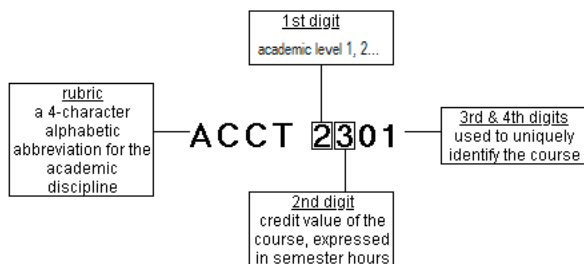 1st digit
academic level 1, 2...
rubric
a 4-character
alphabetic
abbreviation for the
academic
discipline
ACCT 2301
3rd & 4th digits
used to uniquely
identify the course
2nd digit
credit value of the
course, expressed
in semester hours